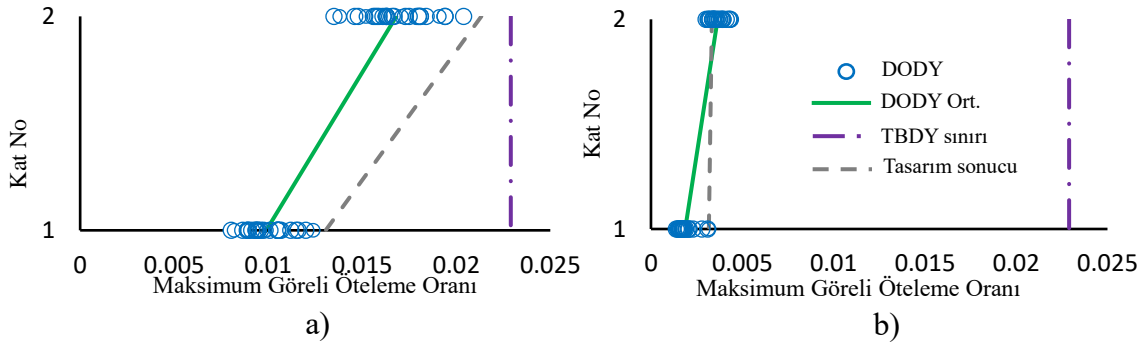 2
Kat No
1
0 0.005 0.01 0.015 0.02 0.025
Maksimum Göreli Öteleme Oranı
a)
2
Kat No
1
0 0.005 0.01 0.015 0.02 0.025
Maksimum Göreli Öteleme Oranı
b)
DODY
DODY Ort.
TBDY sınırı
Tasarım sonucu